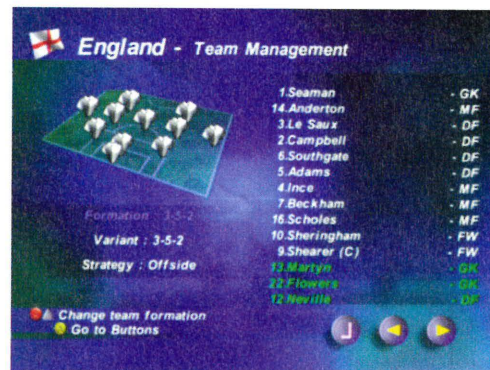 England - Team Management
1.Seaman - GK
14.Anderton - MF
3.Le Saux - DF
2.Campbell - DF
6.Southgate - DF
5.Adams - DF
4.Ince - MF
7.Beckham - MF
16.Scholes - MF
10.Sheringham - FW
9.Shearer (C) - FW
13.Martyn - GK
22.Flowers - GK
12.Neville - DF
Formation : 3-5-2
Variant : 3-5-2
Strategy : Offside
Change team formation
Go to Buttons